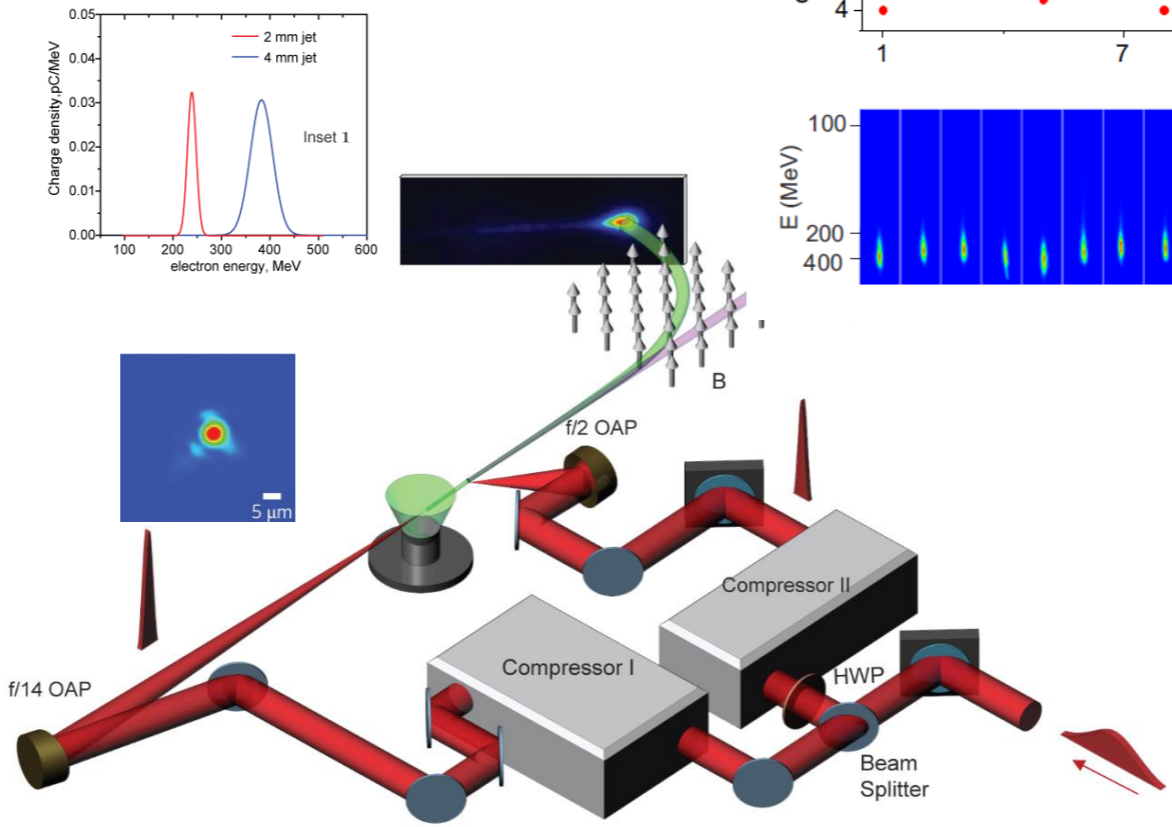 0.05
0.04
0.03
0.02
0.01
0.00
Charge density,pC/MeV
2 mm jet
4 mm jet
Inset 1
100 200 300 400 500 600
electron energy, MeV
4
1 7
E (MeV)
100
200
400
B
5 µm
f/2 OAP
Compressor II
Compressor I
HWP
f/14 OAP
Beam
Splitter